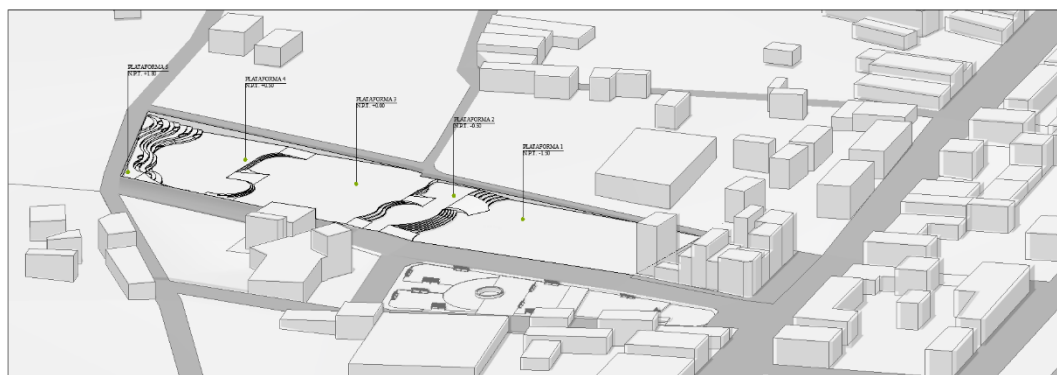 PLATAFORMA 5
N.P.T. +1.80
PLATAFORMA 4
N.P.T. +0.50
PLATAFORMA 3
N.P.T. +0.00
PLATAFORMA 2
N.P.T. -0.50
PLATAFORMA 1
N.P.T. -1.50